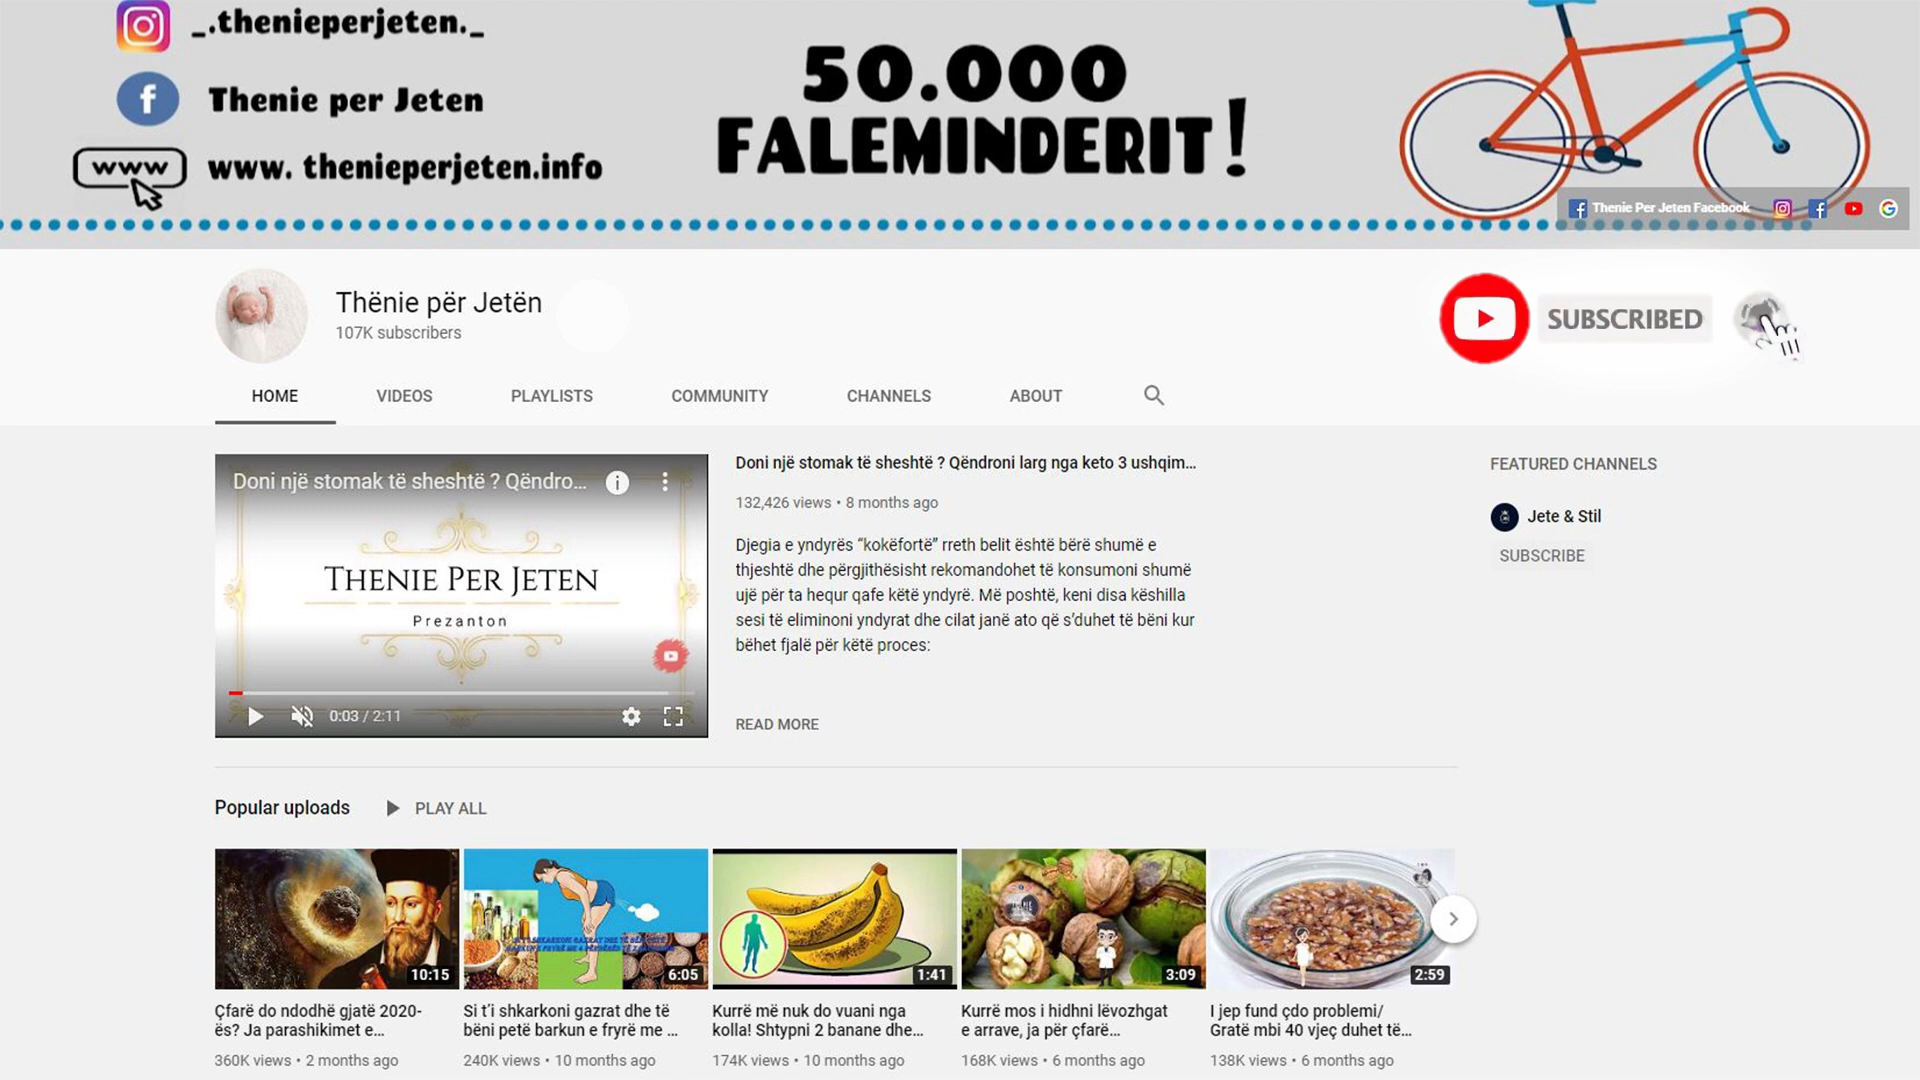 _.thenieperjeten._
Thenie per Jeten
www
www. thenieperjeten.info
50.000
FALEMINDERIT!
Thenie Per Jeten Facebook
Thënie për Jetën
107K subscribers
SUBSCRIBED
HOME
VIDEOS
PLAYLISTS
COMMUNITY
CHANNELS
ABOUT
Doni një stomak të sheshtë ? Qëndro...
THENIE PER JETEN
Prezanton
0:03 / 2:11
Doni një stomak të sheshtë ? Qëndroni larg nga keto 3 ushqim...
132,426 views • 8 months ago
Djegia e yndyrës “kokëfortë” rreth belit është bërë shumë e
thjeshtë dhe përgjithësisht rekomandohet të konsumoni shumë
ujë për ta hequr qafe këtë yndyrë. Më poshtë, keni disa këshilla
sesi të eliminoni yndyrat dhe cilat janë ato që s’duhet të bëni kur
bëhet fjalë për këtë proces:
READ MORE
FEATURED CHANNELS
Jete & Stil
SUBSCRIBE
Popular uploads
PLAY ALL
10:15
Çfarë do ndodhë gjatë 2020-
ës? Ja parashikimet e...
360K views • 2 months ago
6:05
Si t’i shkarkoni gazrat dhe të
bëni petë barkun e fryrë me ...
240K views • 10 months ago
1:41
Kurrë më nuk do vuani nga
kolla! Shtypni 2 banane dhe...
174K views • 10 months ago
3:09
Kurrë mos i hidhni lëvozhgat
e arrave, ja për çfarë...
168K views • 6 months ago
2:59
I jep fund çdo problemi/
Gratë mbi 40 vjeç duhet të...
138K views • 6 months ago